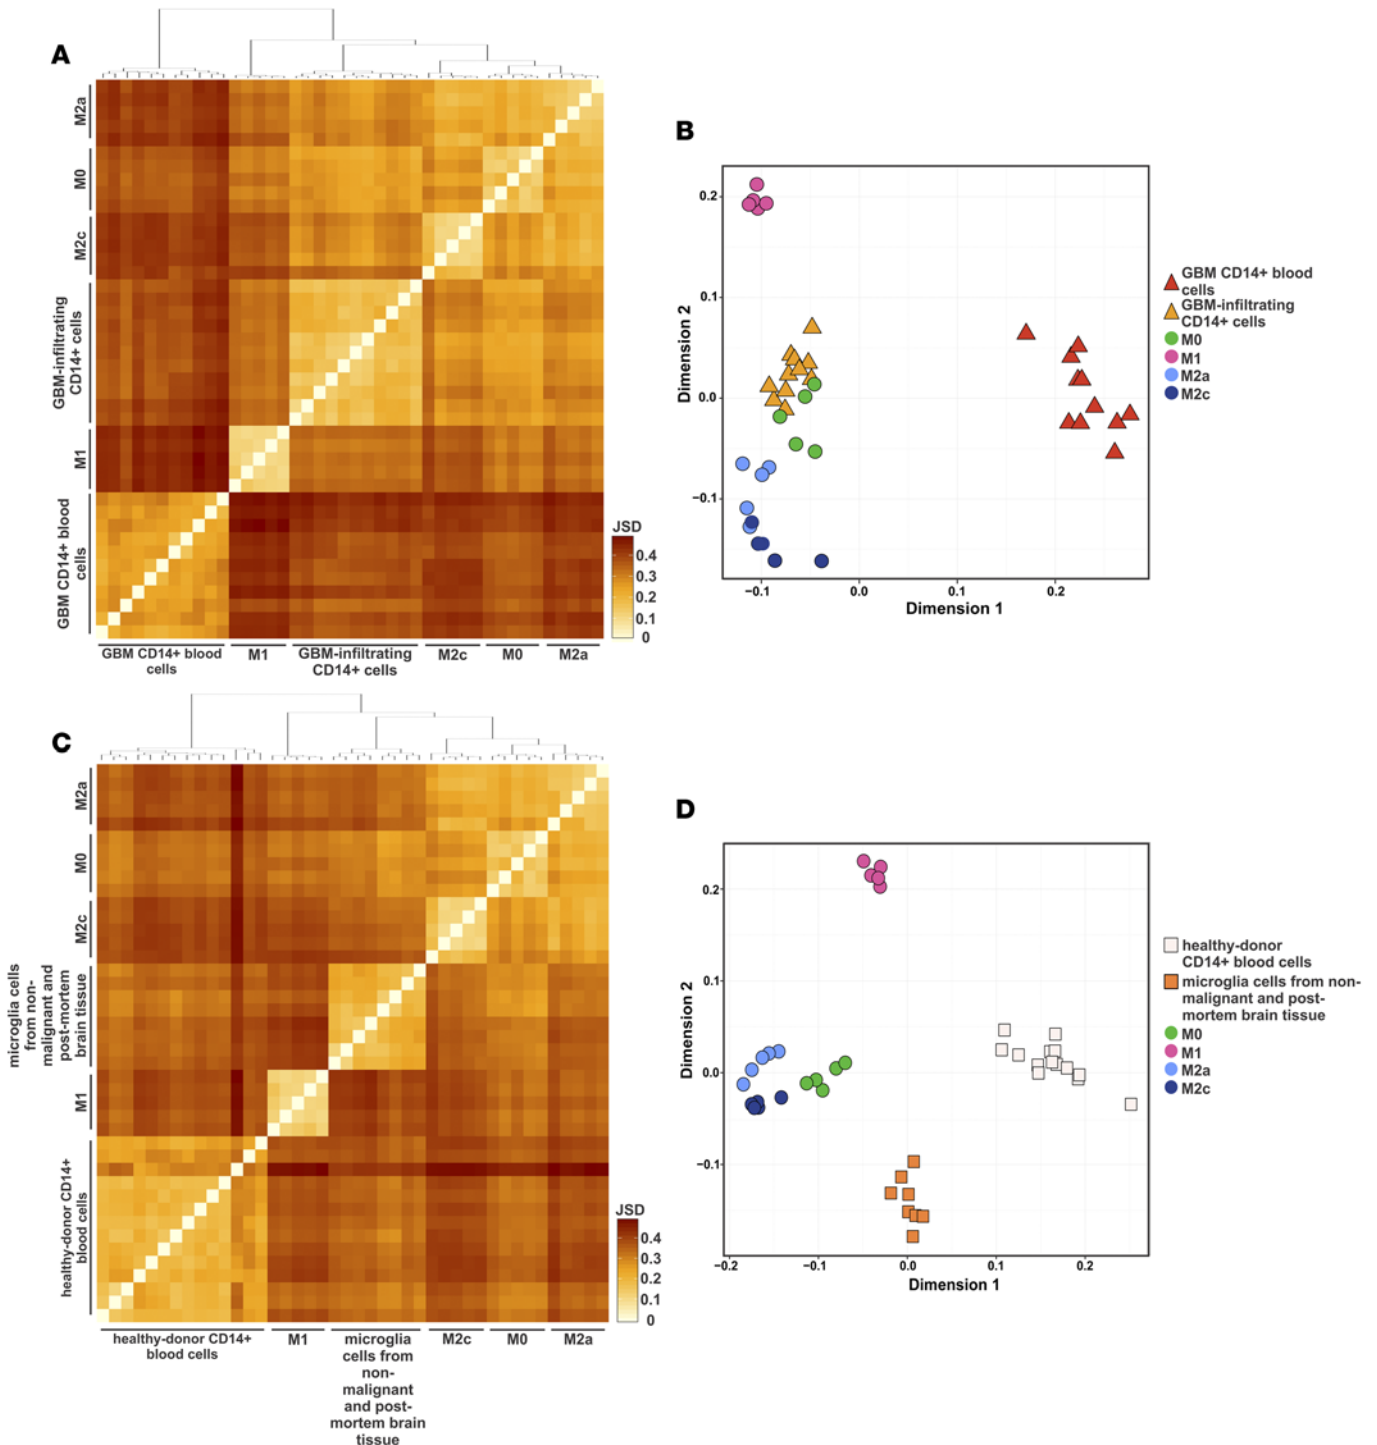 A
M2a
M0
M2c
GBM-infiltrating
CD14+ cells
M1
GBM CD14+ blood
cells
JSD
0.4
0.3
0.2
0.1
0
GBM CD14+ blood
cells
M1
GBM-infiltrating
CD14+ cells
M2c
M0
M2a
B
Dimension 2
0.2
0.1
0.0
−0.1
−0.1
0.0
0.1
0.2
Dimension 1
GBM CD14+ blood
cells
GBM-infiltrating
CD14+ cells
M0
M1
M2a
M2c
C
M2a
M0
M2c
microglia cells
from non-
malignant and
post-mortem
brain tissue
M1
healthy-donor CD14+
blood cells
JSD
0.4
0.3
0.2
0.1
0
healthy-donor CD14+
blood cells
M1
microglia
cells from
non-
malignant
and post-
mortem brain
tissue
M2c
M0
M2a
D
Dimension 2
0.2
0.1
0.0
−0.1
−0.2
−0.1
0.0
0.1
0.2
Dimension 1
healthy-donor
CD14+ blood cells
microglia cells from non-
malignant and post-
mortem brain tissue
M0
M1
M2a
M2c